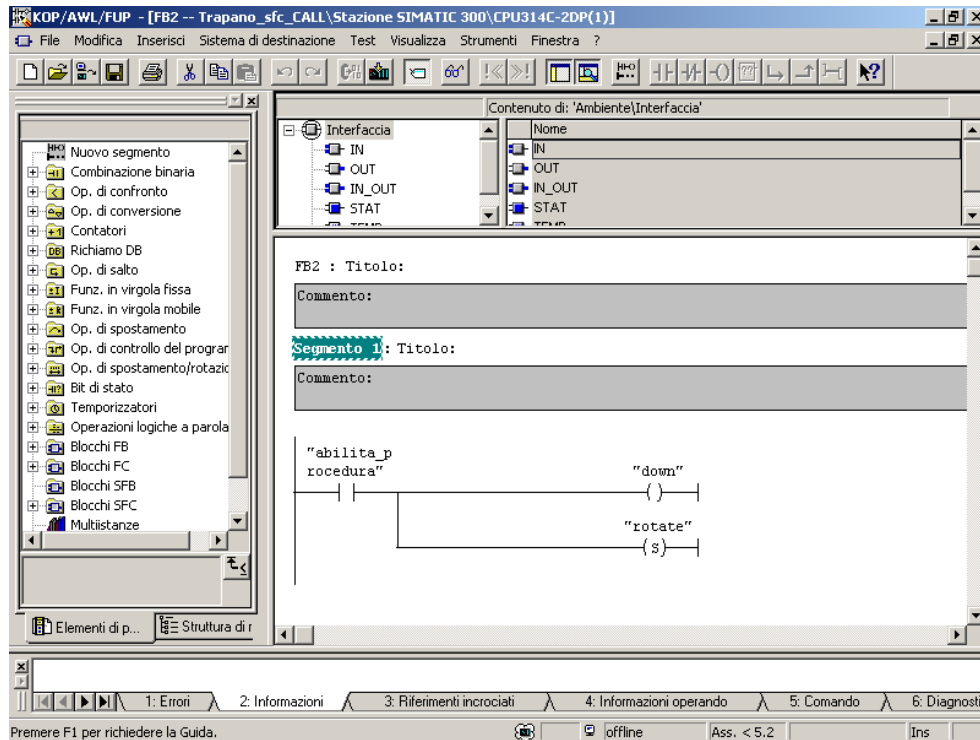 KOP/AWL/FUP - [FB2 -- Trapano_sfc_CALL\Stazione SIMATIC 300\CPU314C-2DP(1)]
File Modifica Inserisci Sistema di destinazione Test Visualizza Strumenti Finestra ?
Contenuto di: 'Ambiente\Interfaccia'
Interfaccia
IN
OUT
IN_OUT
STAT
TEMP
Nome
IN
OUT
IN_OUT
STAT
TEMP
Nuovo segmento
Combinazione binaria
Op. di confronto
Op. di conversione
Contatori
Richiamo DB
Op. di salto
Funz. in virgola fissa
Funz. in virgola mobile
Op. di spostamento
Op. di controllo del prograr
Op. di spostamento/rotazic
Bit di stato
Temporizzatori
Operazioni logiche a parola
Blocchi FB
Blocchi FC
Blocchi SFB
Blocchi SFC
Multiistanze
Elementi di p...
Struttura di r
FB2 : Titolo:
Commento:
Segmento 1: Titolo:
Commento:
"abilita_p
rocedura"
"down"
( )
"rotate"
(S)
1: Errori
2: Informazioni
3: Riferimenti incrociati
4: Informazioni operando
5: Comando
6: Diagnosti
Premere F1 per richiedere la Guida.
offline
Ass. < 5.2
Ins